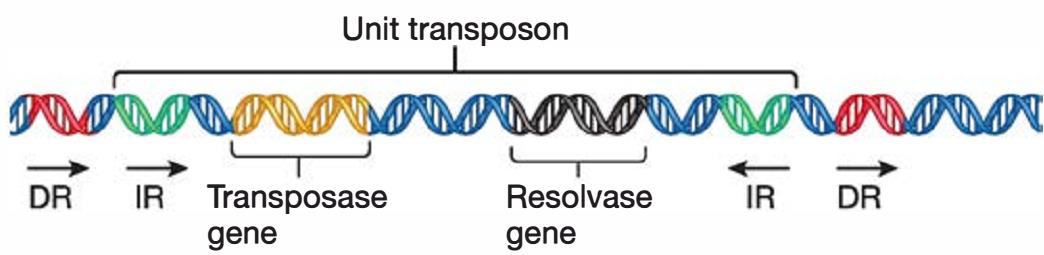 Unit transposon
DR
IR
Transposase
gene
Resolvase
gene
IR
DR